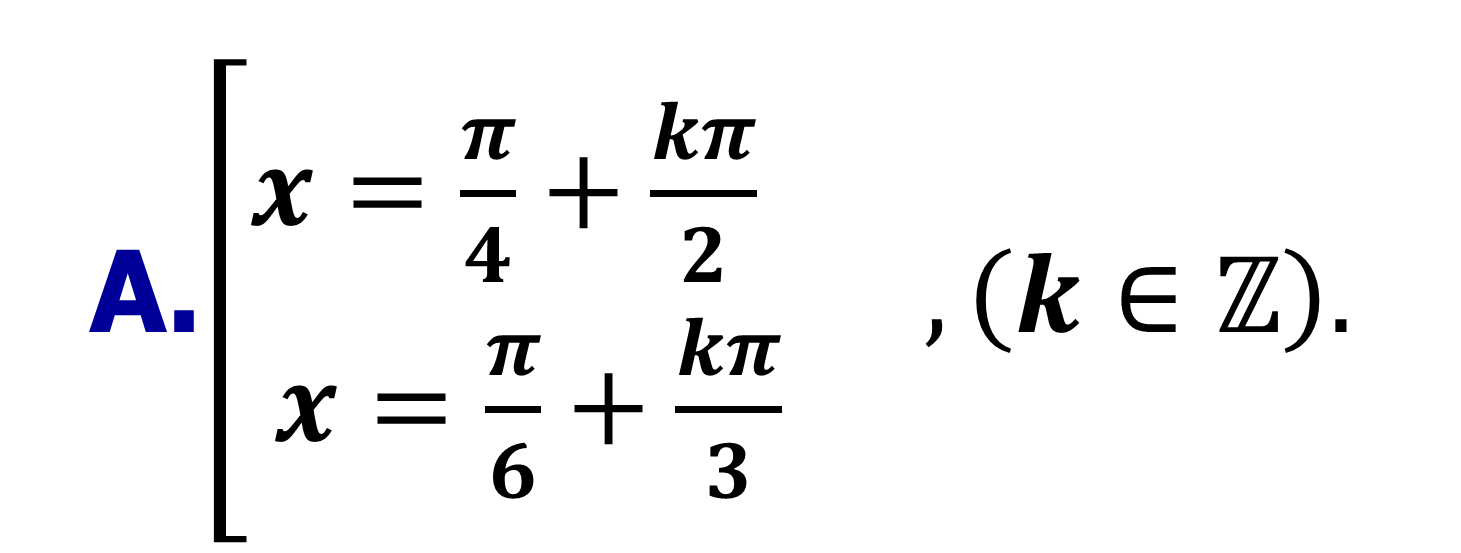 A. [ x = π/4 + kπ/2
x = π/6 + kπ/3 , (k ∈ ℤ).